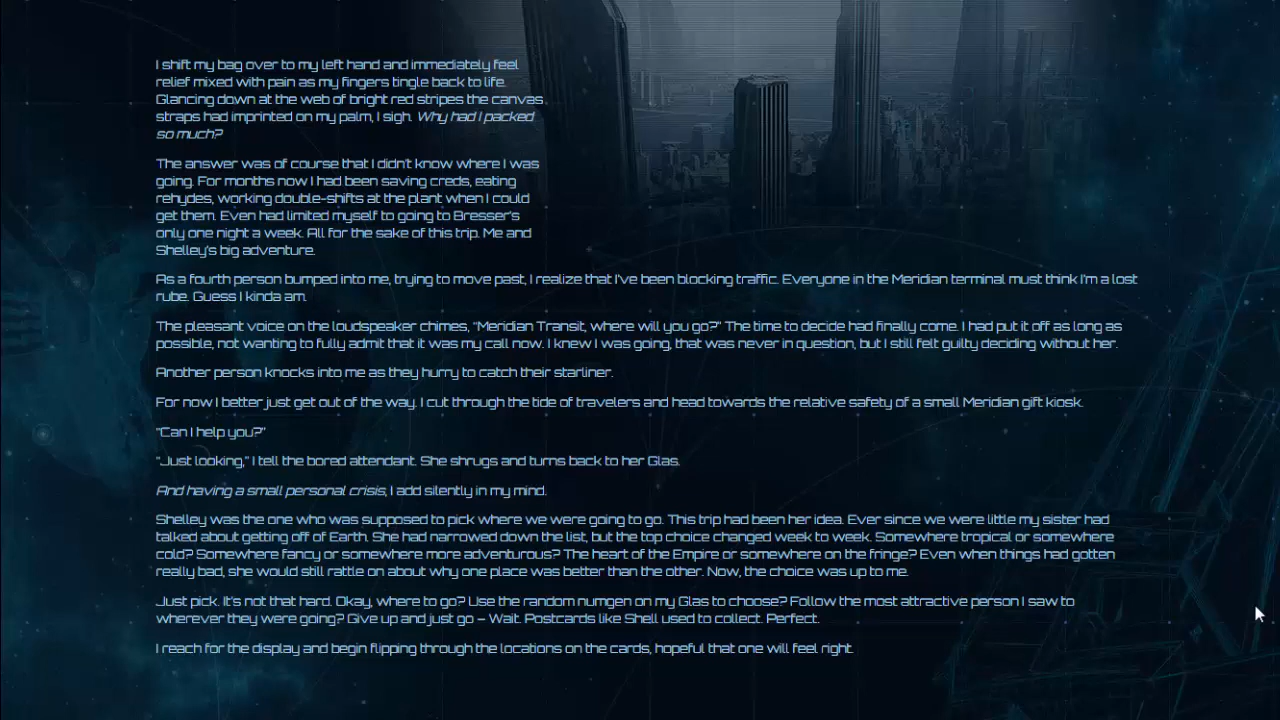 I shift my bag over to my left hand and immediately feel
relief mixed with pain as my fingers tingle back to life.
Glancing down at the web of bright red stripes the canvas
straps had imprinted on my palm, I sigh. Why had I packed
so much?
The answer was of course that I didn't know where I was
going. For months now I had been saving creds, eating
rehydes, working double-shifts at the plant when I could
get them. Even had limited myself to going to Bresser's
only one night a week. All for the sake of this trip. Me and
Shelley's big adventure.
As a fourth person bumped into me, trying to move past, I realize that I've been blocking traffic. Everyone in the Meridian terminal must think I'm a lost
rube. Guess I kinda am.
The pleasant voice on the loudspeaker chimes, “Meridian Transit, where will you go?” The time to decide had finally come. I had put it off as long as
possible, not wanting to fully admit that it was my call now. I knew I was going, that was never in question, but I still felt guilty deciding without her.
Another person knocks into me as they hurry to catch their starliner.
For now I better just get out of the way. I cut through the tide of travelers and head towards the relative safety of a small Meridian gift kiosk.
“Can I help you?”
“Just looking,” I tell the bored attendant. She shrugs and turns back to her Glas.
And having a small personal crisis, I add silently in my mind.
Shelley was the one who was supposed to pick where we were going to go. This trip had been her idea. Ever since we were little my sister had
talked about getting off of Earth. She had narrowed down the list, but the top choice changed week to week. Somewhere tropical or somewhere
cold? Somewhere fancy or somewhere more adventurous? The heart of the Empire or somewhere on the fringe? Even when things had gotten
really bad, she would still rattle on about why one place was better than the other. Now, the choice was up to me.
Just pick. It's not that hard. Okay, where to go? Use the random numgen on my Glas to choose? Follow the most attractive person I saw to
wherever they were going? Give up and just go – Wait. Postcards like Shell used to collect. Perfect.
I reach for the display and begin flipping through the locations on the cards, hopeful that one will feel right.